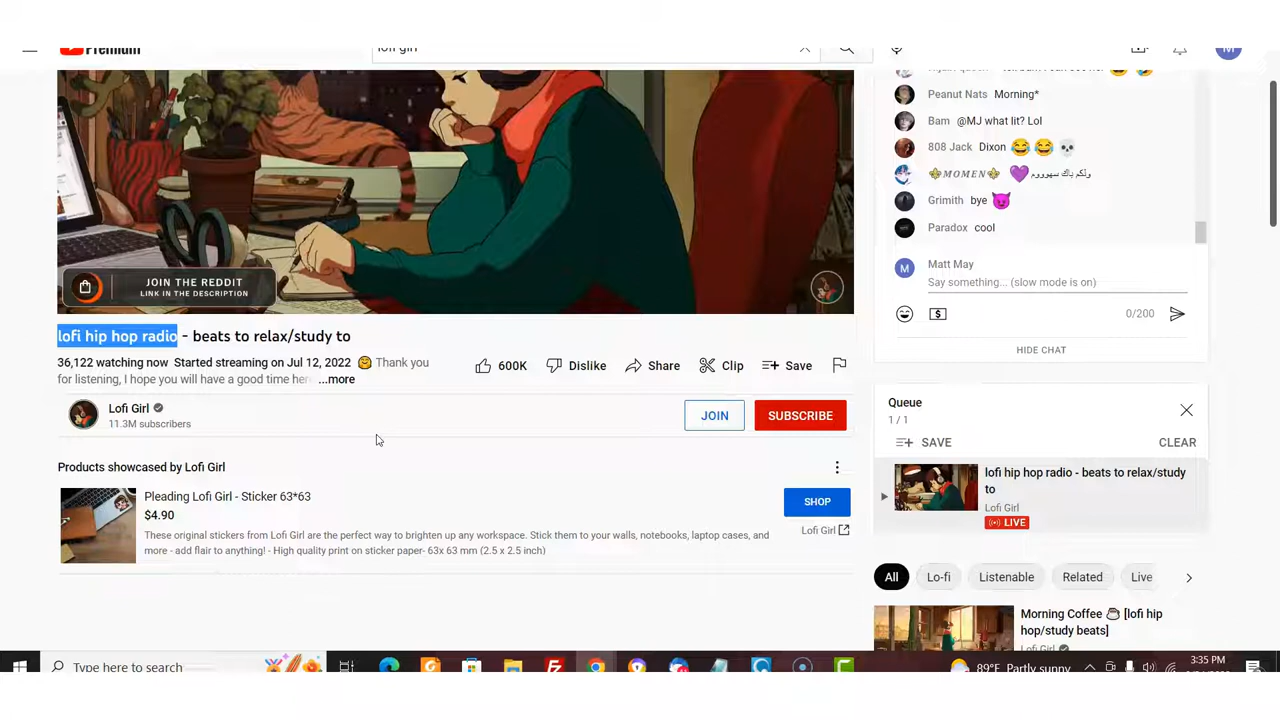 Premium
lofi girl
M
JOIN THE REDDIT
LINK IN THE DESCRIPTION
lofi hip hop radio - beats to relax/study to
36,122 watching now Started streaming on Jul 12, 2022 🤗 Thank you
for listening, I hope you will have a good time here ...more
600K
Dislike
Share
Clip
Save
Lofi Girl
11.3M subscribers
JOIN
SUBSCRIBE
Products showcased by Lofi Girl
Pleading Lofi Girl - Sticker 63*63
$4.90
These original stickers from Lofi Girl are the perfect way to brighten up any workspace. Stick them to your walls, notebooks, laptop cases, and
more - add flair to anything! - High quality print on sticker paper- 63x 63 mm (2.5 x 2.5 inch)
SHOP
Lofi Girl
Peanut Nats Morning*
Bam @MJ what lit? Lol
808 Jack Dixon 😂 😂 💀
⚜𝑴𝑶𝑴𝑬𝑵⚜ 💜 ولكم باك سهوووم
Grimith bye 😈
Paradox cool
M
Matt May
Say something... (slow mode is on)
0/200
HIDE CHAT
Queue
1 / 1
SAVE
CLEAR
lofi hip hop radio - beats to relax/study
to
Lofi Girl
LIVE
All
Lo-fi
Listenable
Related
Live
Morning Coffee ☕ [lofi hip
hop/study beats]
Lofi Girl
Type here to search
89°F Partly sunny
3:35 PM